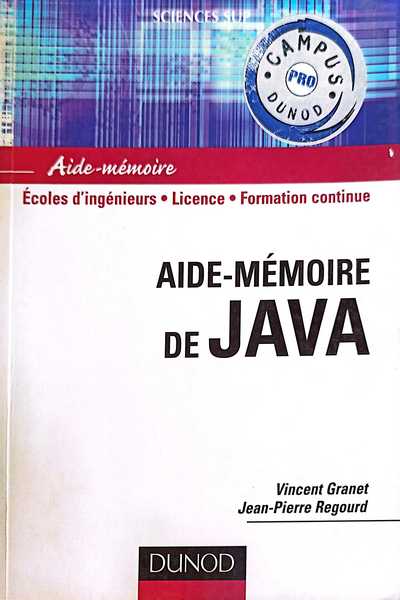 SCIENCES SUP
CAMPUS
PRO
DUNOD
Aide-mémoire
Écoles d'ingénieurs • Licence • Formation continue
AIDE-MÉMOIRE
DE JAVA
Vincent Granet
Jean-Pierre Regourd
DUNOD